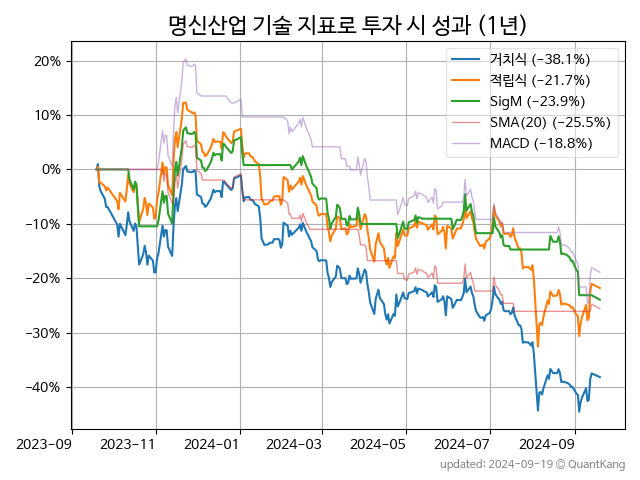 명신산업 기술 지표로 투자 시 성과 (1년)
거치식 (−38.1%)
적립식 (−21.7%)
SigM (−23.9%)
SMA(20) (−25.5%)
MACD (−18.8%)
20%
10%
0%
−10%
−20%
−30%
−40%
2023-09 2023-11 2024-01 2024-03 2024-05 2024-07 2024-09
updated: 2024-09-19 © QuantKang